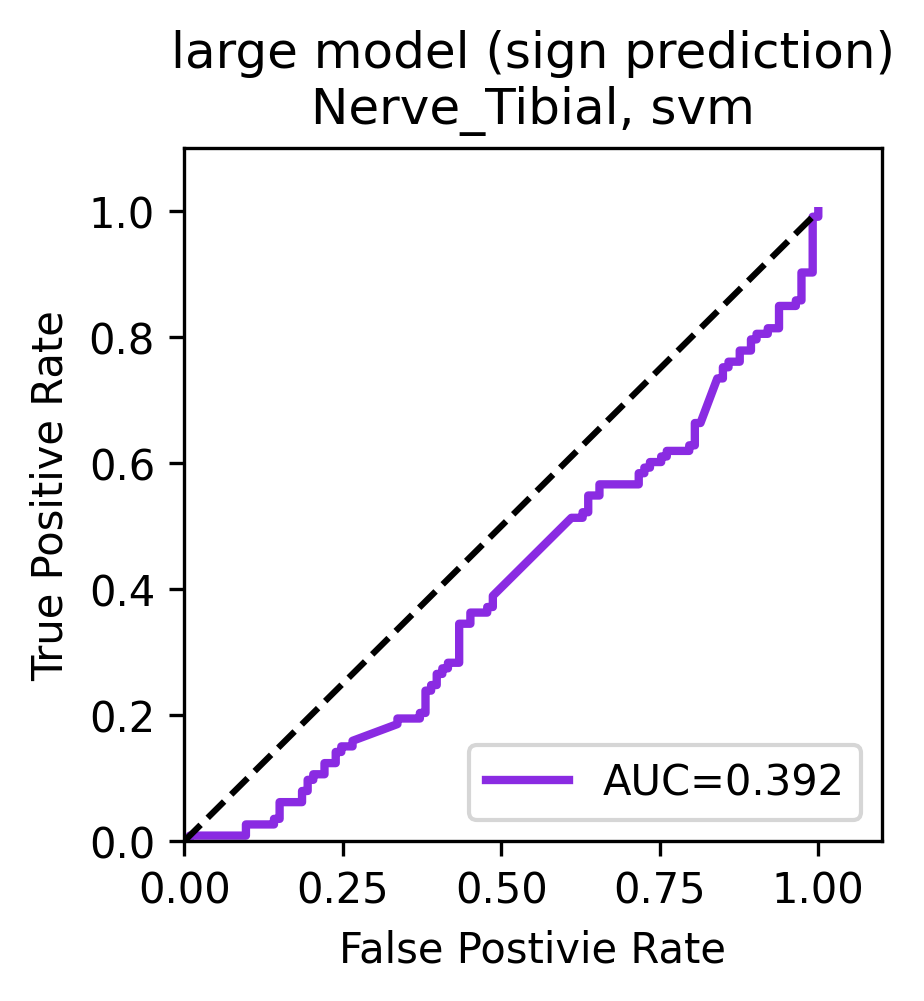 large model (sign prediction)
Nerve_Tibial, svm
True Positive Rate
1.0
0.8
0.6
0.4
0.2
0.0
AUC=0.392
0.00 0.25 0.50 0.75 1.00
False Postivie Rate